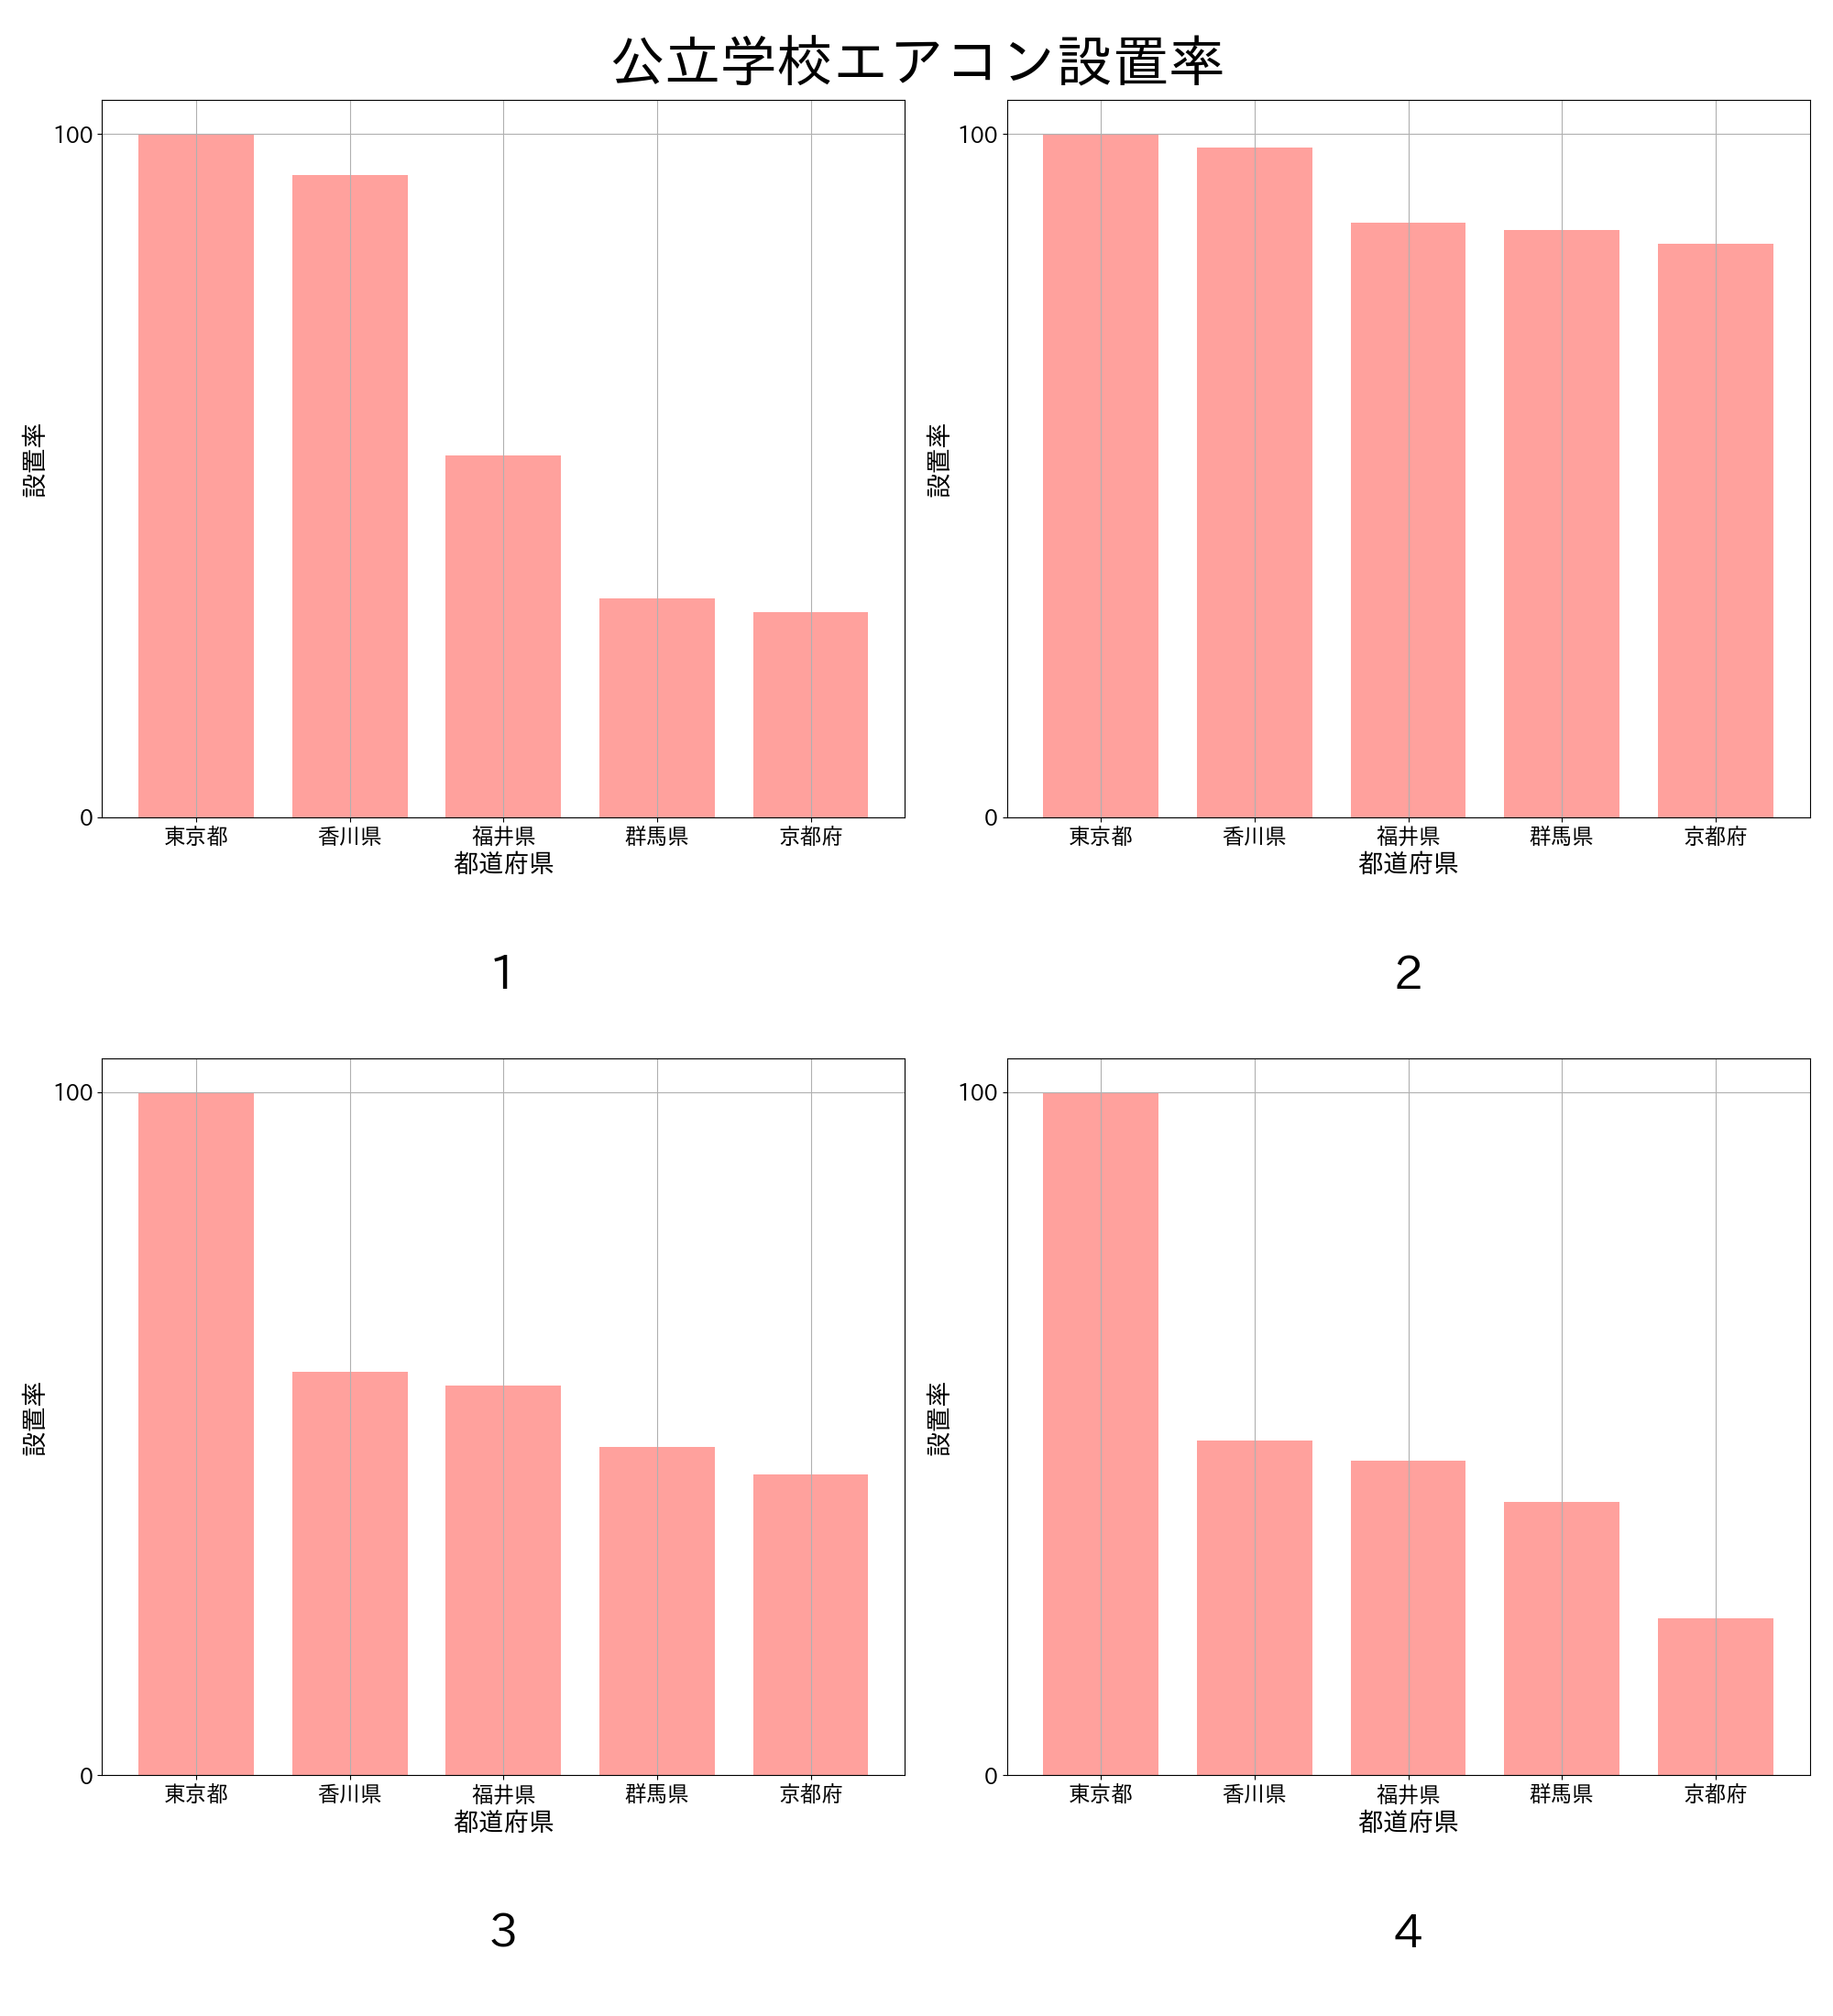 公立学校エアコン設置率
100
0
設置率
東京都 香川県 福井県 群馬県 京都府
都道府県
1
100
0
設置率
東京都 香川県 福井県 群馬県 京都府
都道府県
2
100
0
設置率
東京都 香川県 福井県 群馬県 京都府
都道府県
3
100
0
設置率
東京都 香川県 福井県 群馬県 京都府
都道府県
4